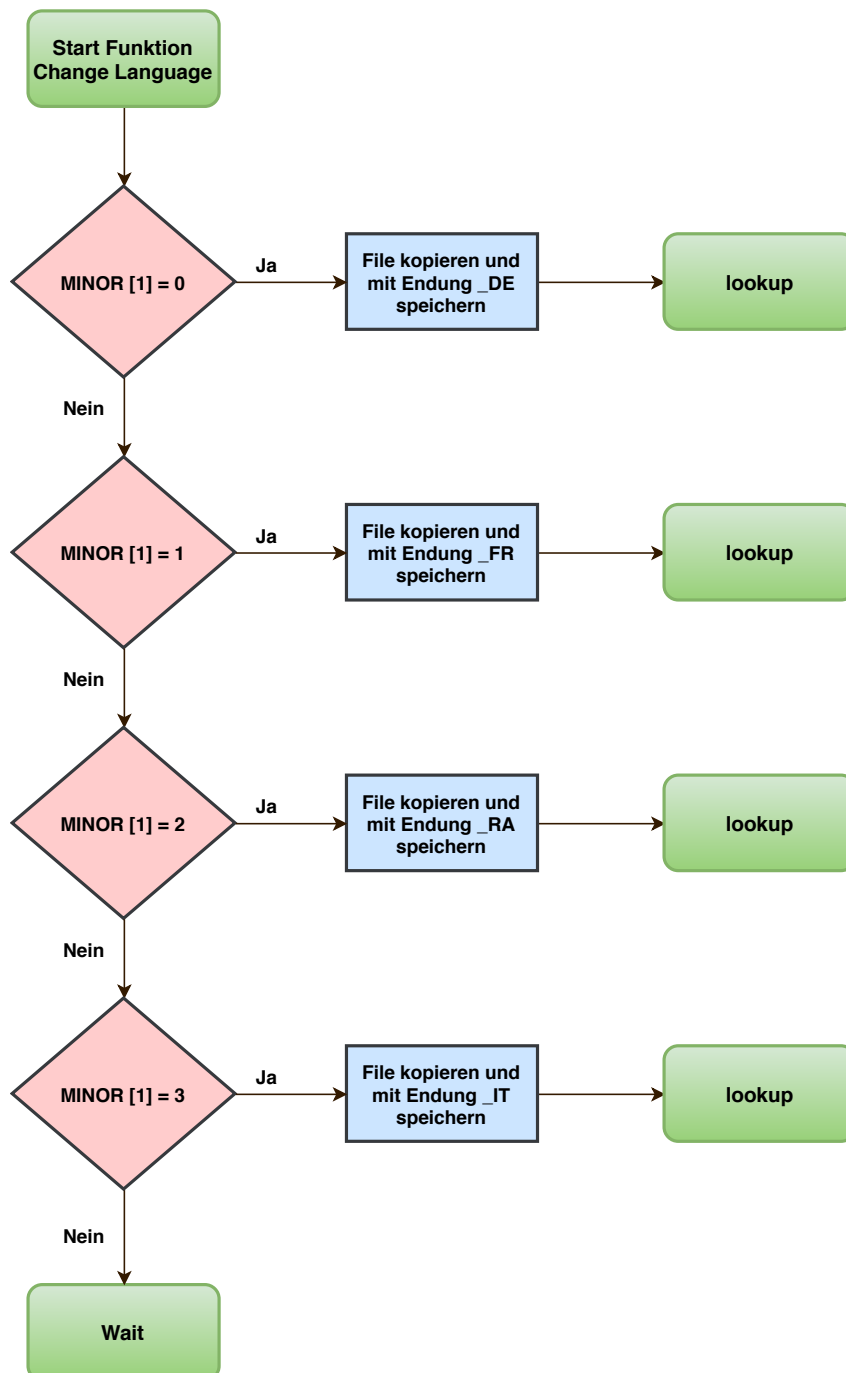 Start Funktion
Change Language
MINOR [1] = 0
Ja
File kopieren und
mit Endung _DE
speichern
lookup
Nein
MINOR [1] = 1
Ja
File kopieren und
mit Endung _FR
speichern
lookup
Nein
MINOR [1] = 2
Ja
File kopieren und
mit Endung _RA
speichern
lookup
Nein
MINOR [1] = 3
Ja
File kopieren und
mit Endung _IT
speichern
lookup
Nein
Wait